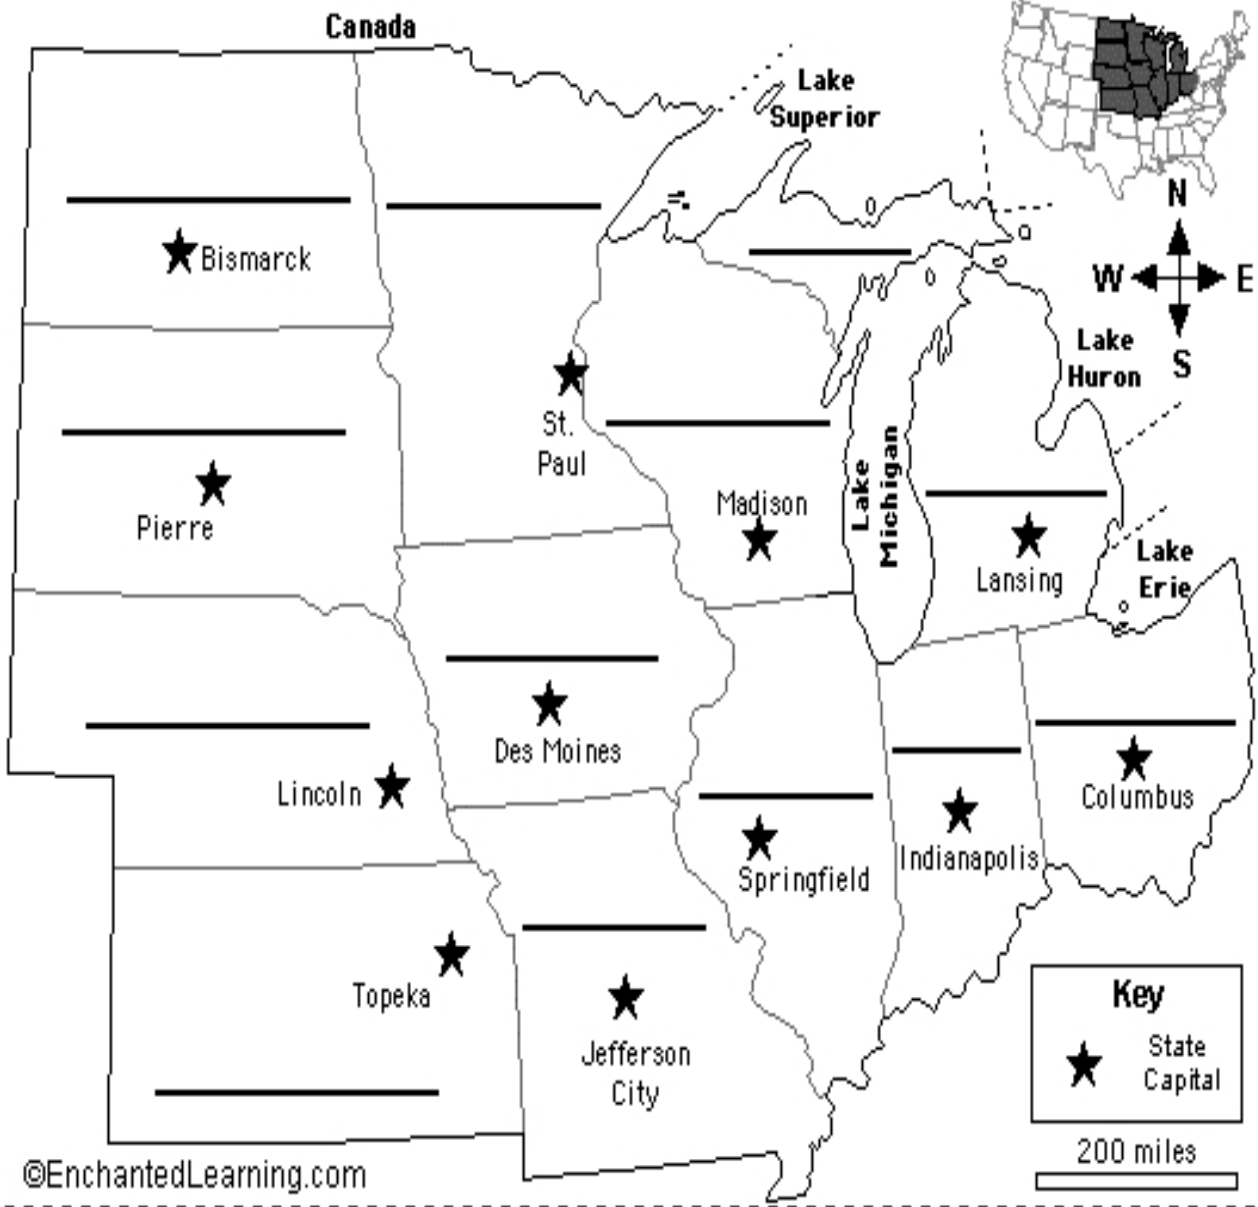 Canada
Lake
Superior
N
W E
S
Bismarck
Lake
Huron
St.
Paul
Pierre
Madison
Lake
Michigan
Lansing
Lake
Erie
Des Moines
Lincoln
Columbus
Springfield
Indianapolis
Topeka
Jefferson
City
Key
State
Capital
200 miles
©EnchantedLearning.com